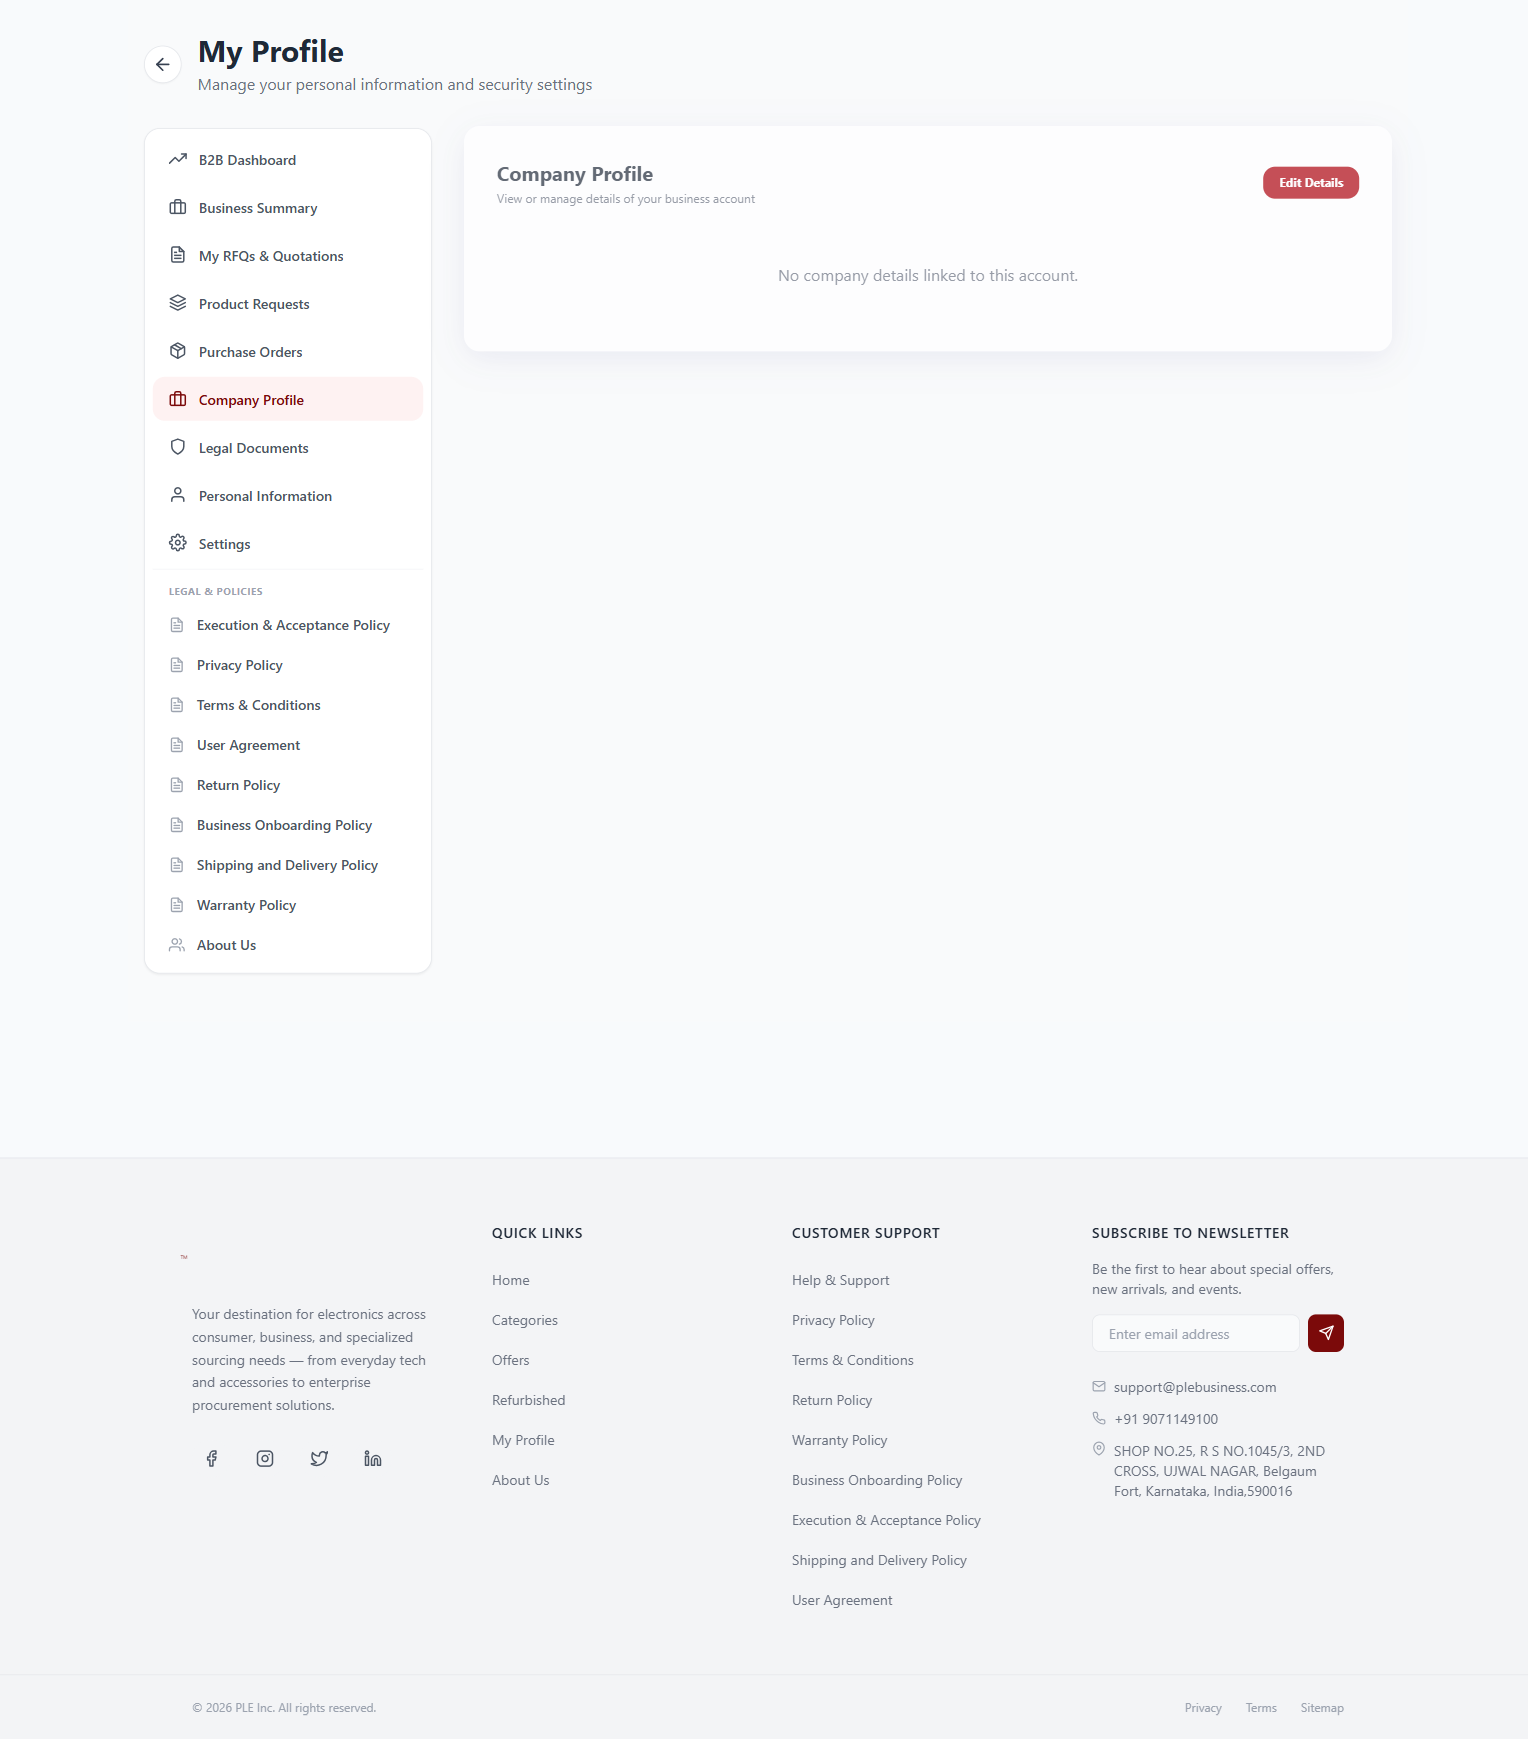 My Profile
Manage your personal information and security settings
B2B Dashboard
Business Summary
My RFQs & Quotations
Product Requests
Purchase Orders
Company Profile
Legal Documents
Personal Information
Settings
LEGAL & POLICIES
Execution & Acceptance Policy
Privacy Policy
Terms & Conditions
User Agreement
Return Policy
Business Onboarding Policy
Shipping and Delivery Policy
Warranty Policy
About Us
Company Profile
View or manage details of your business account
Edit Details
No company details linked to this account.
TM
Your destination for electronics across
consumer, business, and specialized
sourcing needs — from everyday tech
and accessories to enterprise
procurement solutions.
QUICK LINKS
Home
Categories
Offers
Refurbished
My Profile
About Us
CUSTOMER SUPPORT
Help & Support
Privacy Policy
Terms & Conditions
Return Policy
Warranty Policy
Business Onboarding Policy
Execution & Acceptance Policy
Shipping and Delivery Policy
User Agreement
SUBSCRIBE TO NEWSLETTER
Be the first to hear about special offers,
new arrivals, and events.
Enter email address
support@plebusiness.com
+91 9071149100
SHOP NO.25, R S NO.1045/3, 2ND
CROSS, UJWAL NAGAR, Belgaum
Fort, Karnataka, India,590016
© 2026 PLE Inc. All rights reserved.
Privacy
Terms
Sitemap